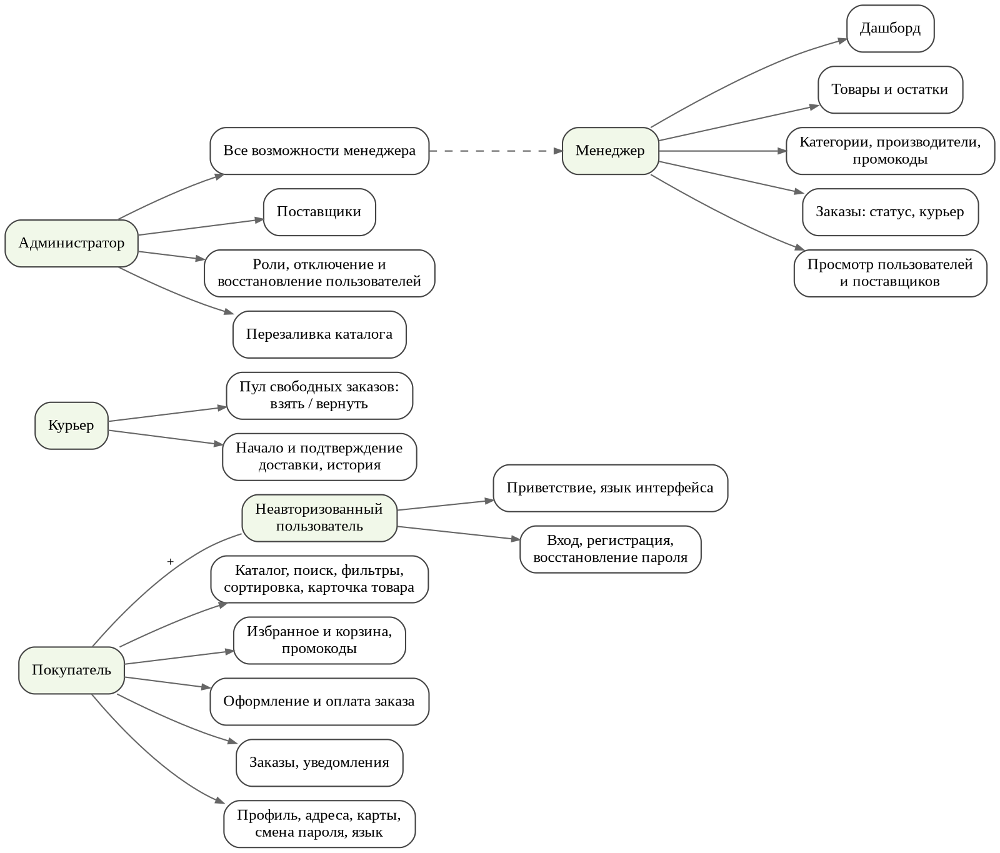 Дашборд
Товары и остатки
Все возможности менеджера
Менеджер
Категории, производители,
промокоды
Поставщики
Заказы: статус, курьер
Администратор
Роли, отключение и
восстановление пользователей
Просмотр пользователей
и поставщиков
Перезаливка каталога
Пул свободных заказов:
взять / вернуть
Курьер
Начало и подтверждение
доставки, история
Приветствие, язык интерфейса
Неавторизованный
пользователь
Вход, регистрация,
восстановление пароля
+
Каталог, поиск, фильтры,
сортировка, карточка товара
Избранное и корзина,
промокоды
Покупатель
Оформление и оплата заказа
Заказы, уведомления
Профиль, адреса, карты,
смена пароля, язык